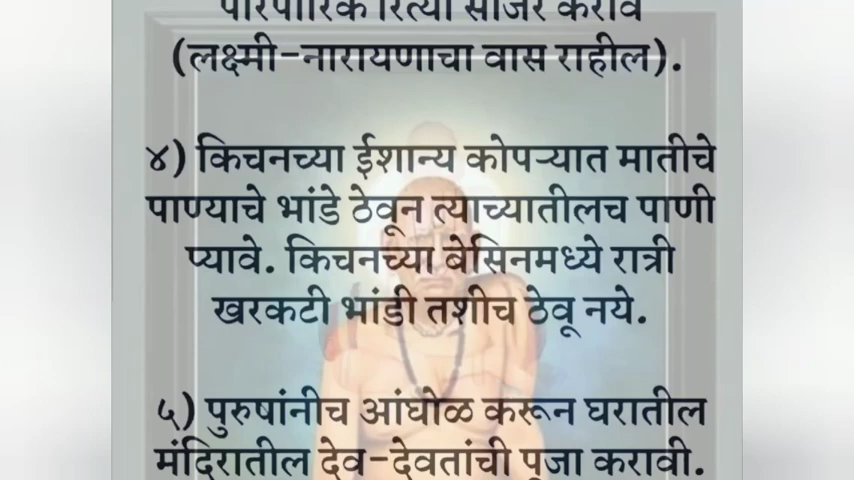 पारंपारिक रित्या साजरे करावे
(लक्ष्मी-नारायणाचा वास राहील).
४) किचनच्या ईशान्य कोपऱ्यात मातीचे
पाण्याचे भांडे ठेवून त्याच्यातीलच पाणी
प्यावे. किचनच्या बेसिनमध्ये रात्री
खरकटी भांडी तशीच ठेवू नये.
५) पुरुषांनीच आंघोळ करून घरातील
मंदिरातील देव-देवतांची पूजा करावी.